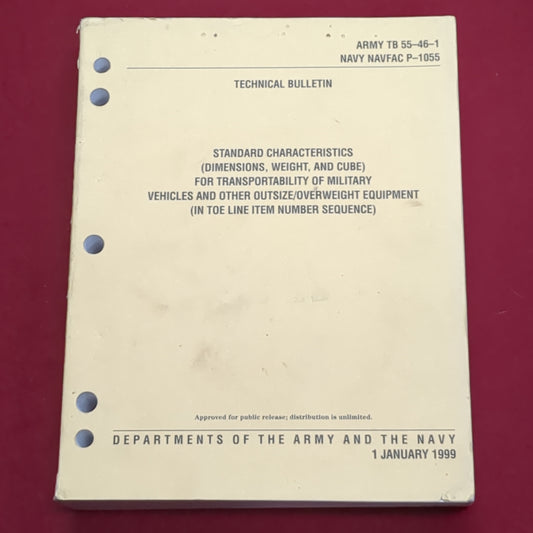 ARMY TB 55–46–1
NAVY NAVFAC P–1055
TECHNICAL BULLETIN
STANDARD CHARACTERISTICS
(DIMENSIONS, WEIGHT, AND CUBE)
FOR TRANSPORTABILITY OF MILITARY
VEHICLES AND OTHER OUTSIZE/OVERWEIGHT EQUIPMENT
(IN TOE LINE ITEM NUMBER SEQUENCE)
Approved for public release; distribution is unlimited.
DEPARTMENTS OF THE ARMY AND THE NAVY
1 JANUARY 1999